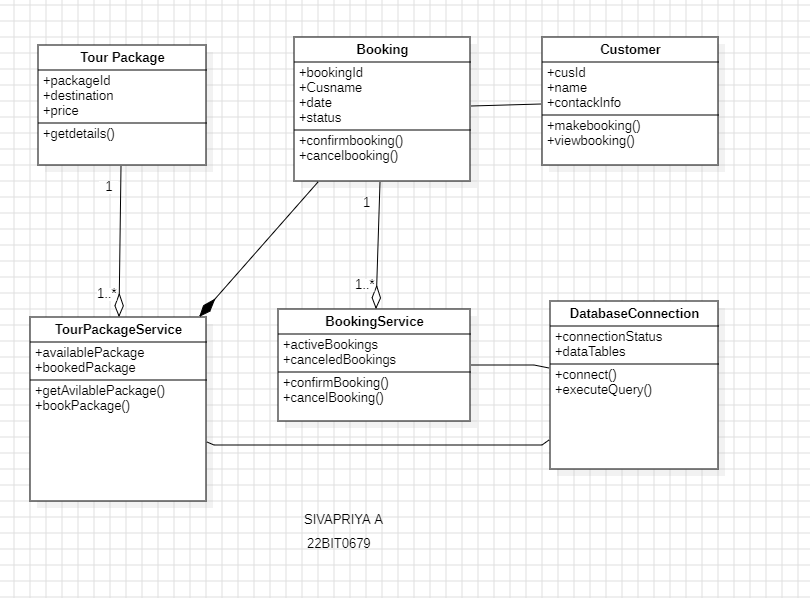 Tour Package
+packageId
+destination
+price
+getdetails()
Booking
+bookingId
+Cusname
+date
+status
+confirmbooking()
+cancelbooking()
Customer
+cusId
+name
+contackInfo
+makebooking()
+viewbooking()
1
1..*
1
1..*
TourPackageService
+availablePackage
+bookedPackage
+getAvilablePackage()
+bookPackage()
BookingService
+activeBookings
+canceledBookings
+confirmBooking()
+cancelBooking()
DatabaseConnection
+connectionStatus
+dataTables
+connect()
+executeQuery()
SIVAPRIYA A
22BIT0679